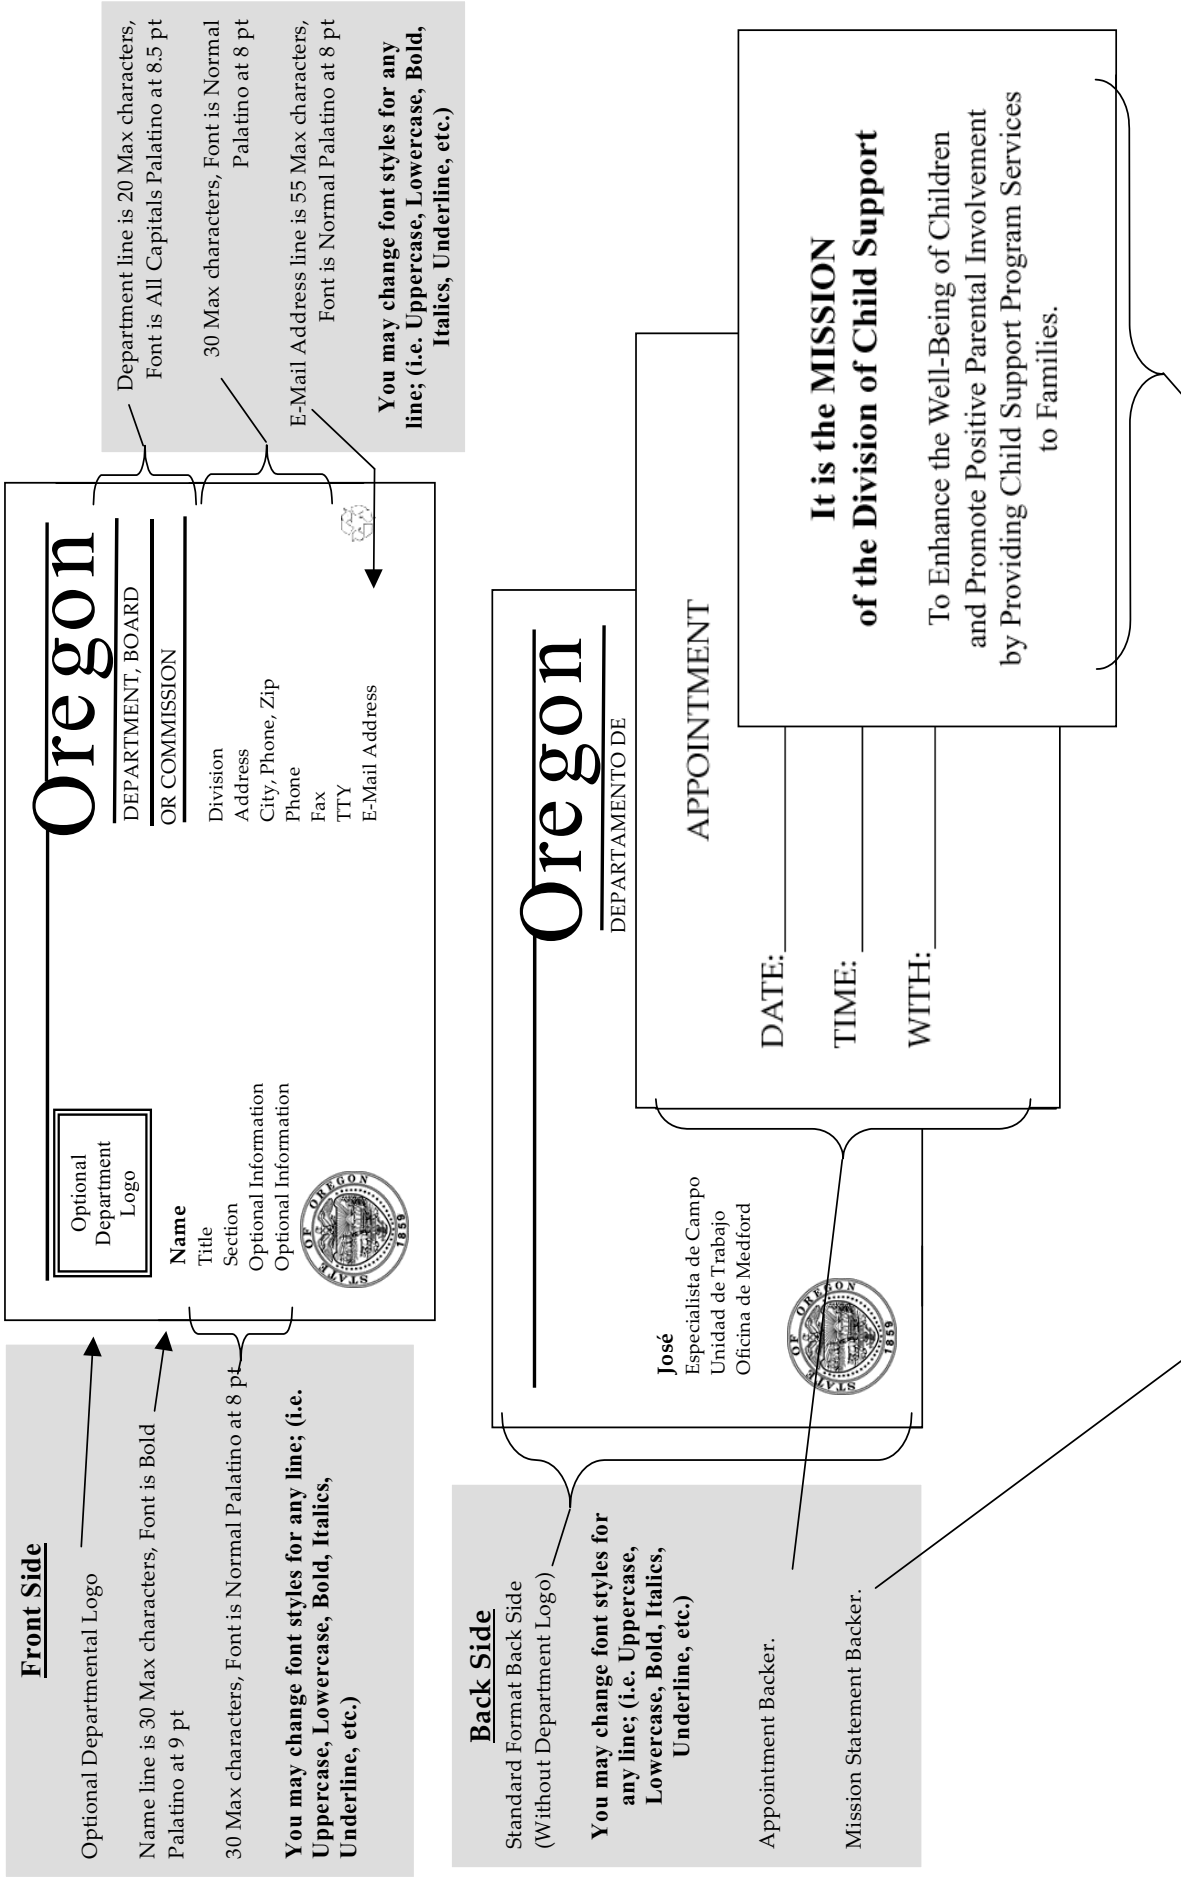 Front Side
Optional Departmental Logo
Name line is 30 Max characters, Font is Bold
Palatino at 9 pt
30 Max characters, Font is Normal Palatino at 8 pt
You may change font styles for any line; (i.e.
Uppercase, Lowercase, Bold, Italics,
Underline, etc.)
Optional
Department
Logo
Name
Title
Section
Optional Information
Optional Information
STATE OF OREGON
1859
Oregon
DEPARTMENT, BOARD
OR COMMISSION
Division
Address
City, Phone, Zip
Phone
Fax
TTY
E-Mail Address
Department line is 20 Max characters,
Font is All Capitals Palatino at 8.5 pt
30 Max characters, Font is Normal
Palatino at 8 pt
E-Mail Address line is 55 Max characters,
Font is Normal Palatino at 8 pt
You may change font styles for any
line; (i.e. Uppercase, Lowercase, Bold,
Italics, Underline, etc.)
Back Side
Standard Format Back Side
(Without Department Logo)
You may change font styles for
any line; (i.e. Uppercase,
Lowercase, Bold, Italics,
Underline, etc.)
Appointment Backer.
Mission Statement Backer.
Oregon
DEPARTAMENTO DE
José
Especialista de Campo
Unidad de Trabajo
Oficina de Medford
STATE OF OREGON
1859
APPOINTMENT
DATE:
TIME:
WITH:
It is the MISSION
of the Division of Child Support
To Enhance the Well-Being of Children
and Promote Positive Parental Involvement
by Providing Child Support Program Services
to Families.